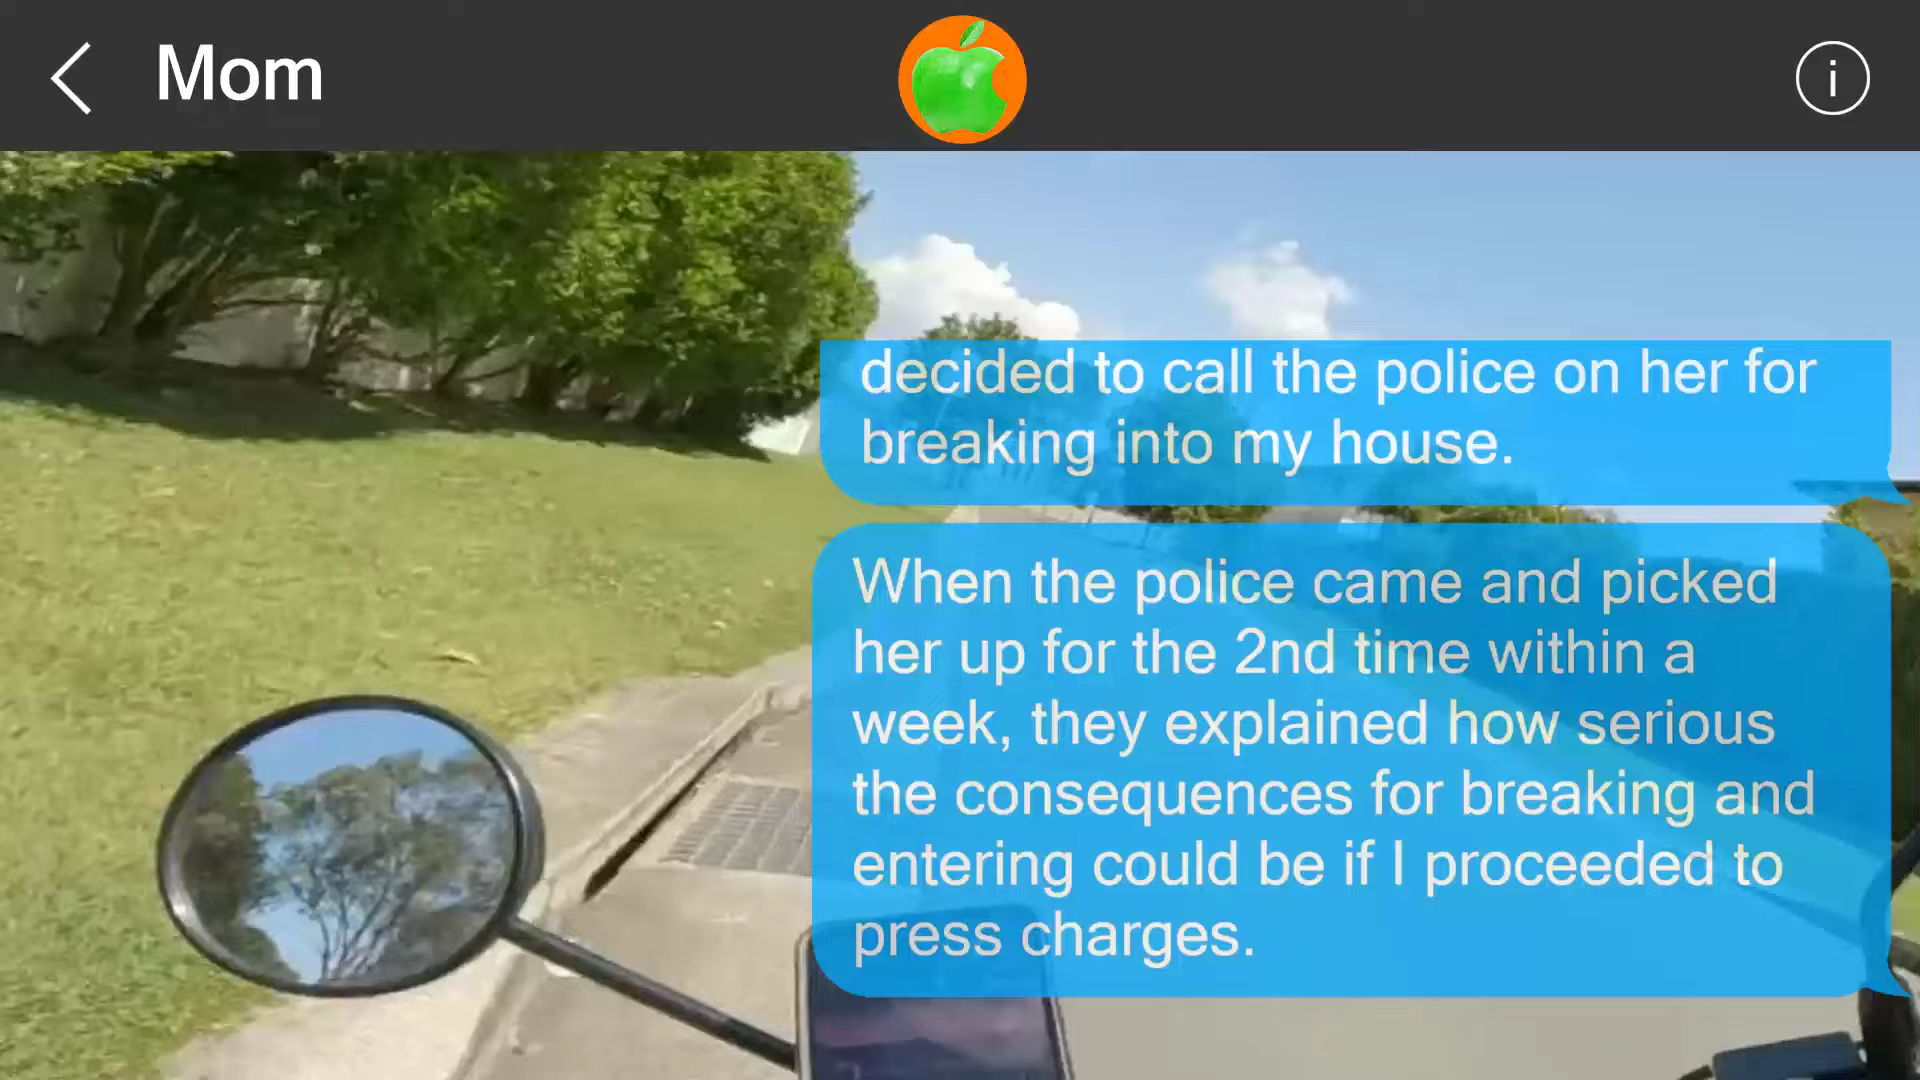 Mom
decided to call the police on her for
breaking into my house.
When the police came and picked
her up for the 2nd time within a
week, they explained how serious
the consequences for breaking and
entering could be if I proceeded to
press charges.